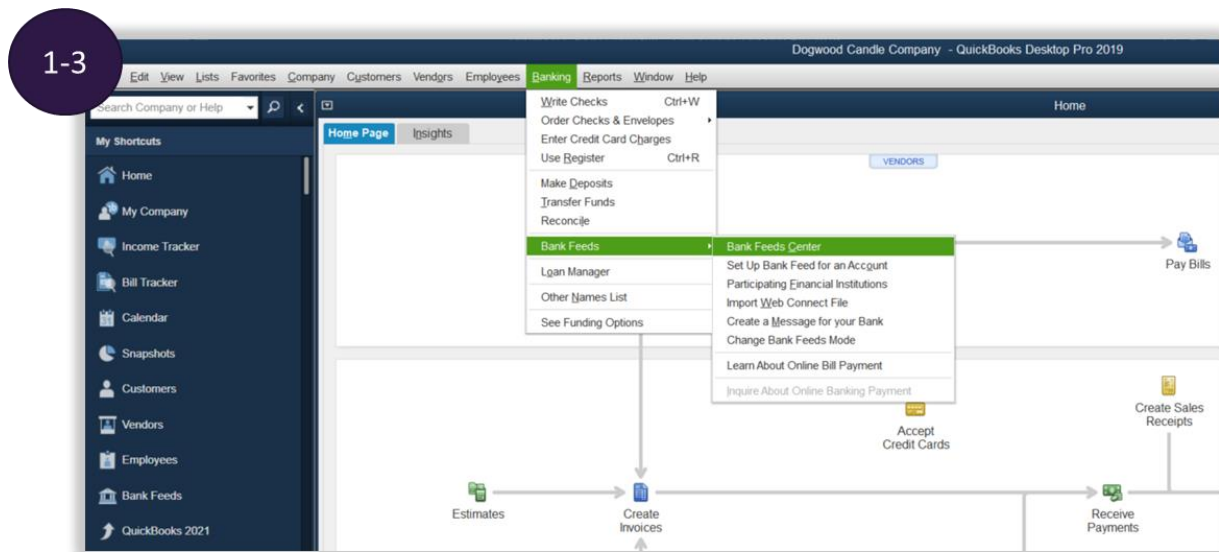 1-3
Dogwood Candle Company - QuickBooks Desktop Pro 2019
Edit View Lists Favorites Company Customers Vendors Employees Banking Reports Window Help
Search Company or Help
Home
My Shortcuts
Home
My Company
Income Tracker
Bill Tracker
Calendar
Snapshots
Customers
Vendors
Employees
Bank Feeds
QuickBooks 2021
Home Page Insights
Write Checks Ctrl+W
Order Checks & Envelopes
Enter Credit Card Charges
Use Register Ctrl+R
Make Deposits
Transfer Funds
Reconcile
Bank Feeds
Loan Manager
Other Names List
See Funding Options
Bank Feeds Center
Set Up Bank Feed for an Account
Participating Financial Institutions
Import Web Connect File
Create a Message for your Bank
Change Bank Feeds Mode
Learn About Online Bill Payment
Inquire About Online Banking Payment
VENDORS
Pay Bills
Accept
Credit Cards
Create Sales
Receipts
Estimates
Create
Invoices
Receive
Payments